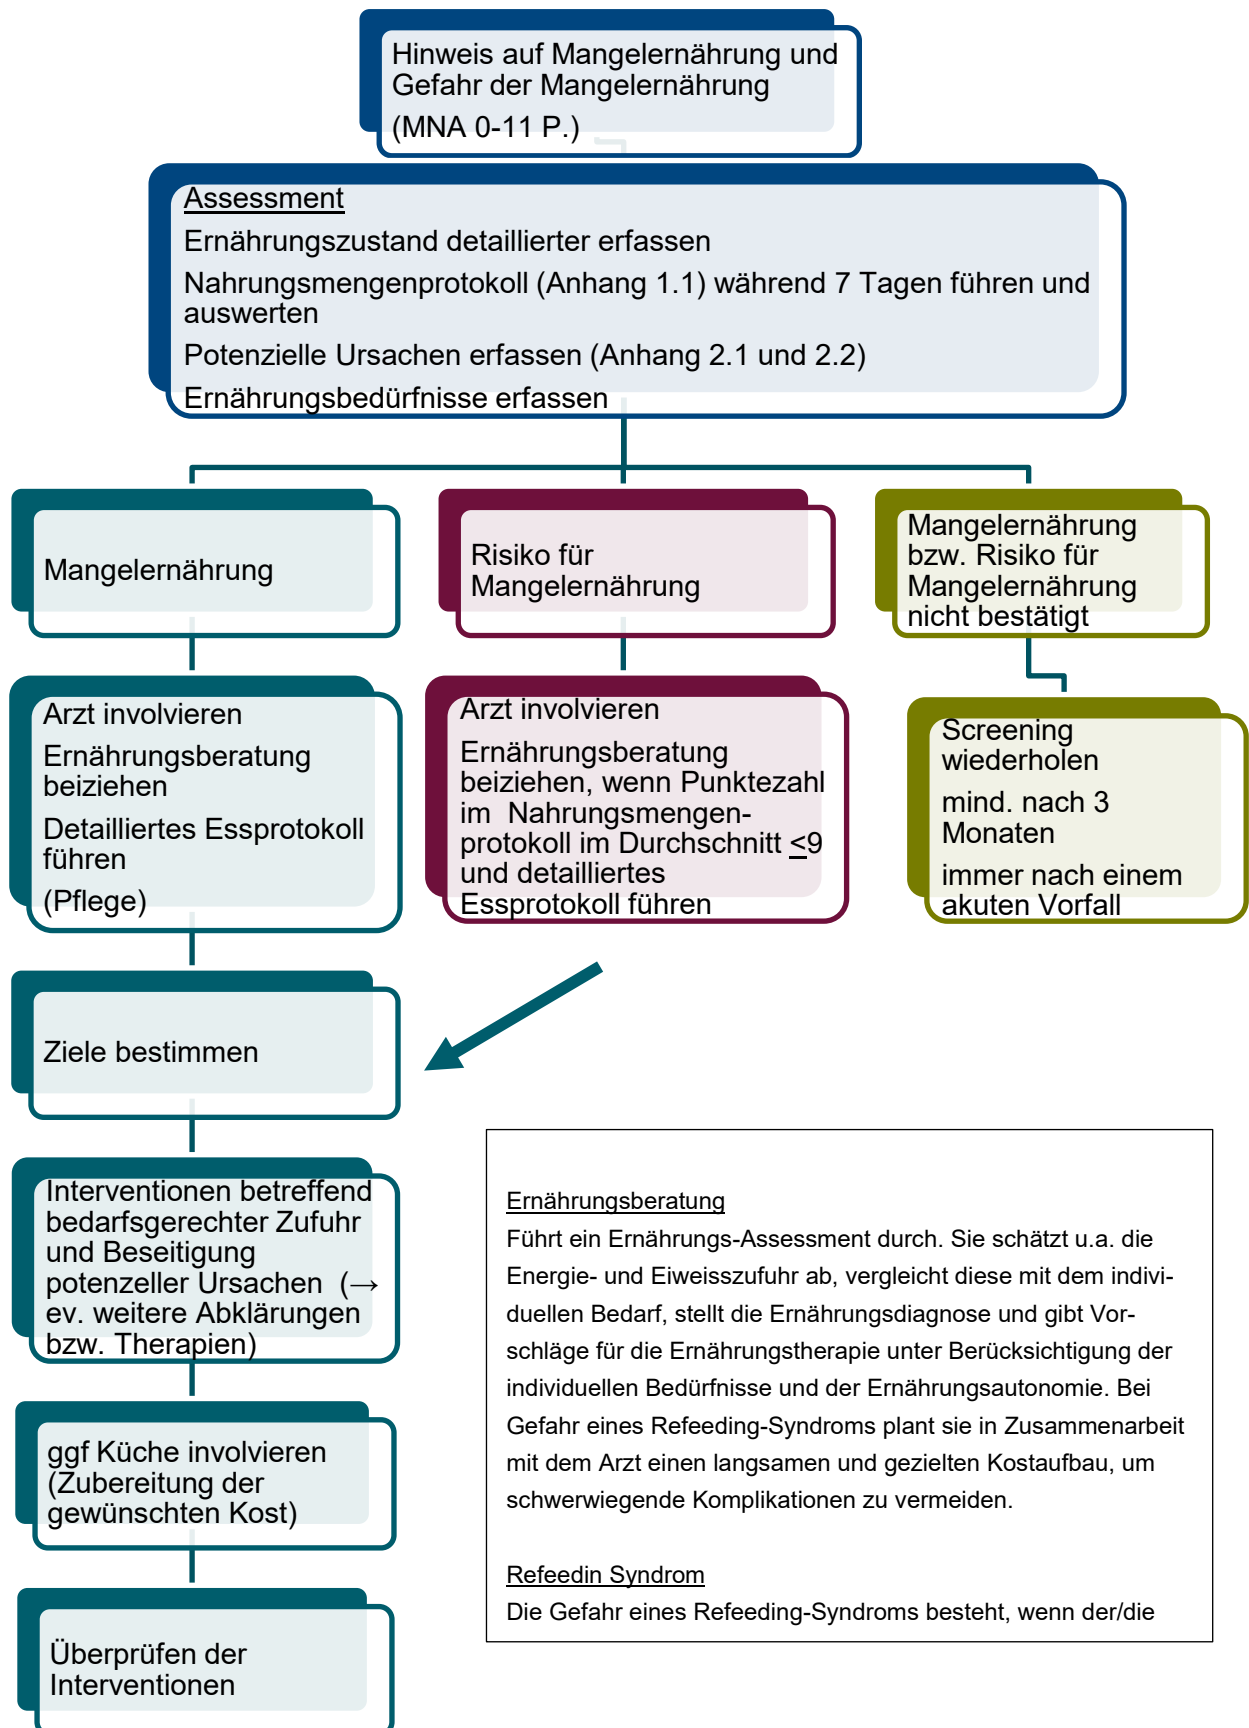 Hinweis auf Mangelernährung und
Gefahr der Mangelernährung
(MNA 0-11 P.)
Assessment
Ernährungszustand detaillierter erfassen
Nahrungsmengenprotokoll (Anhang 1.1) während 7 Tagen führen und
auswerten
Potenzielle Ursachen erfassen (Anhang 2.1 und 2.2)
Ernährungsbedürfnisse erfassen
Mangelernährung
Risiko für
Mangelernährung
Mangelernährung
bzw. Risiko für
Mangelernährung
nicht bestätigt
Arzt involvieren
Ernährungsberatung
beiziehen
Detailliertes Essprotokoll
führen
(Pflege)
Arzt involvieren
Ernährungsberatung
beiziehen, wenn Punktezahl
im  Nahrungsmengen-
protokoll im Durchschnitt <9
und detailliertes
Essprotokoll führen
Screening
wiederholen
mind. nach 3
Monaten
immer nach einem
akuten Vorfall
Ziele bestimmen
Interventionen betreffend
bedarfsgerechter Zufuhr
und Beseitigung
potenzeller Ursachen  (→
ev. weitere Abklärungen
bzw. Therapien)
ggf Küche involvieren
(Zubereitung der
gewünschten Kost)
Überprüfen der
Interventionen
Ernährungsberatung
Führt ein Ernährungs-Assessment durch. Sie schätzt u.a. die
Energie- und Eiweisszufuhr ab, vergleicht diese mit dem indivi-
duellen Bedarf, stellt die Ernährungsdiagnose und gibt Vor-
schläge für die Ernährungstherapie unter Berücksichtigung der
individuellen Bedürfnisse und der Ernährungsautonomie. Bei
Gefahr eines Refeeding-Syndroms plant sie in Zusammenarbeit
mit dem Arzt einen langsamen und gezielten Kostaufbau, um
schwerwiegende Komplikationen zu vermeiden.
Refeedin Syndrom
Die Gefahr eines Refeeding-Syndroms besteht, wenn der/die